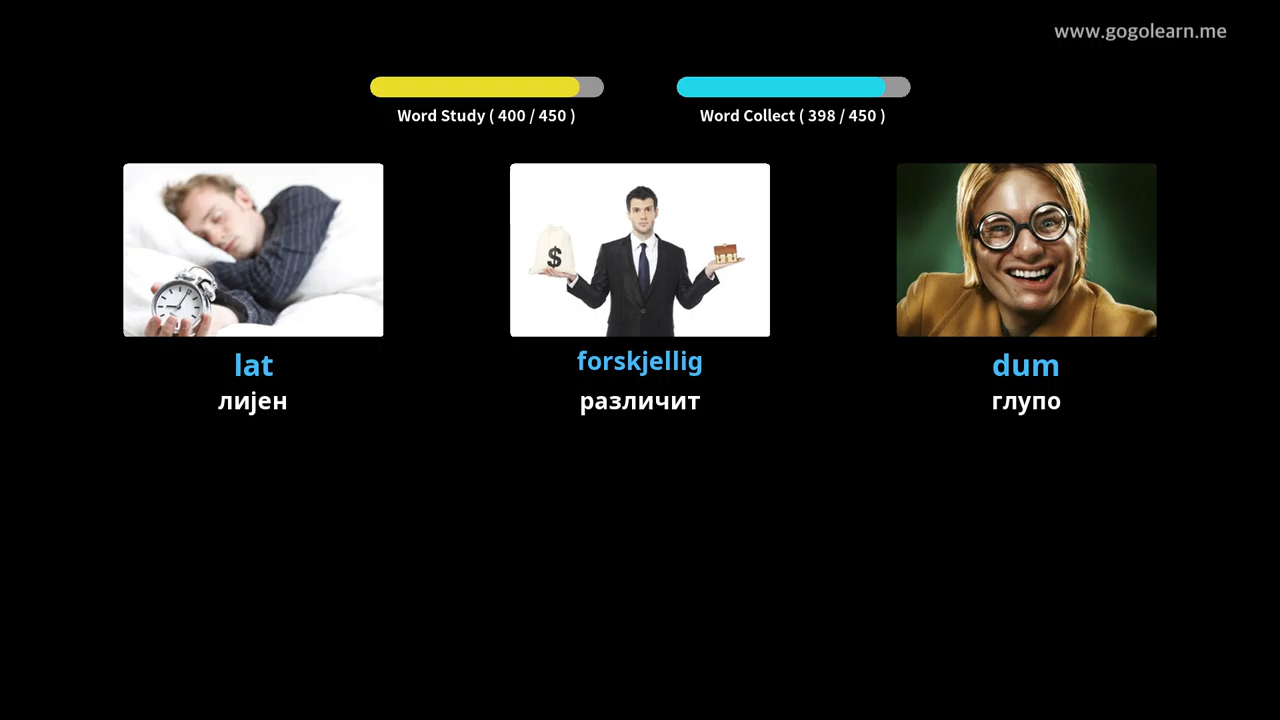 www.gogolearn.me
Word Study ( 400 / 450 )
Word Collect ( 398 / 450 )
$
lat
лијен
forskjellig
различит
dum
глупо